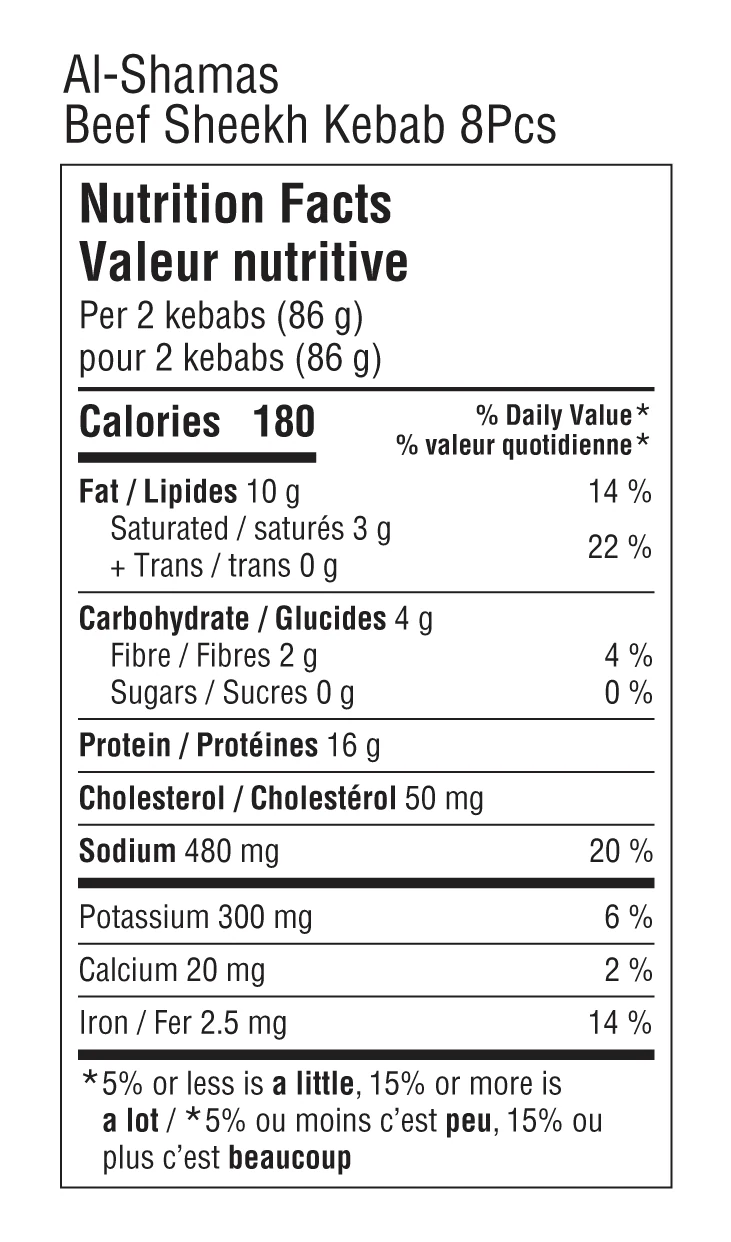 Al-Shamas
Beef Sheekh Kebab 8Pcs
Nutrition Facts
Valeur nutritive
Per 2 kebabs (86 g)
pour 2 kebabs (86 g)
Calories 180
% Daily Value*
% valeur quotidienne*
Fat / Lipides 10 g 14 %
Saturated / saturés 3 g
+ Trans / trans 0 g
22 %
Carbohydrate / Glucides 4 g
Fibre / Fibres 2 g 4 %
Sugars / Sucres 0 g 0 %
Protein / Protéines 16 g
Cholesterol / Cholestérol 50 mg
Sodium 480 mg 20 %
Potassium 300 mg 6 %
Calcium 20 mg 2 %
Iron / Fer 2.5 mg 14 %
*5% or less is a little, 15% or more is
a lot / *5% ou moins c’est peu, 15% ou
plus c’est beaucoup